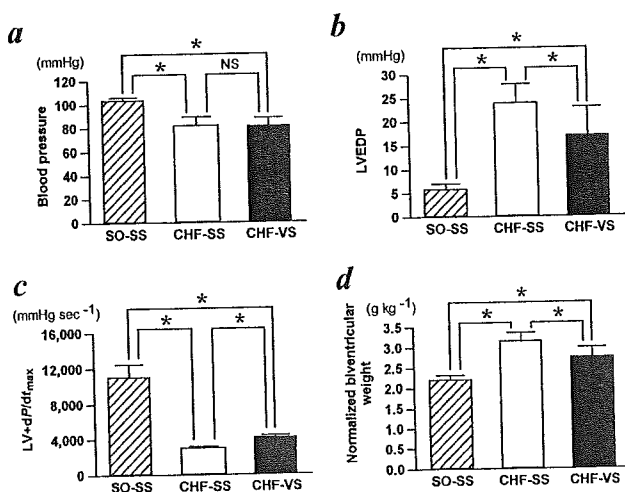 a
(mmHg)
Blood pressure
120
100
80
60
40
20
0
*
*
NS
SO-SS CHF-SS CHF-VS
b
(mmHg)
LVEDP
30
25
20
15
10
5
0
*
*
*
SO-SS CHF-SS CHF-VS
c
(mmHg sec⁻¹)
LV+dP/dtmax
16,000
12,000
8,000
4,000
0
*
*
*
SO-SS CHF-SS CHF-VS
d
(g kg⁻¹)
Normalized biventricular
weight
3.5
3.0
2.5
2.0
1.5
1.0
0.5
0.0
*
*
*
SO-SS CHF-SS CHF-VS